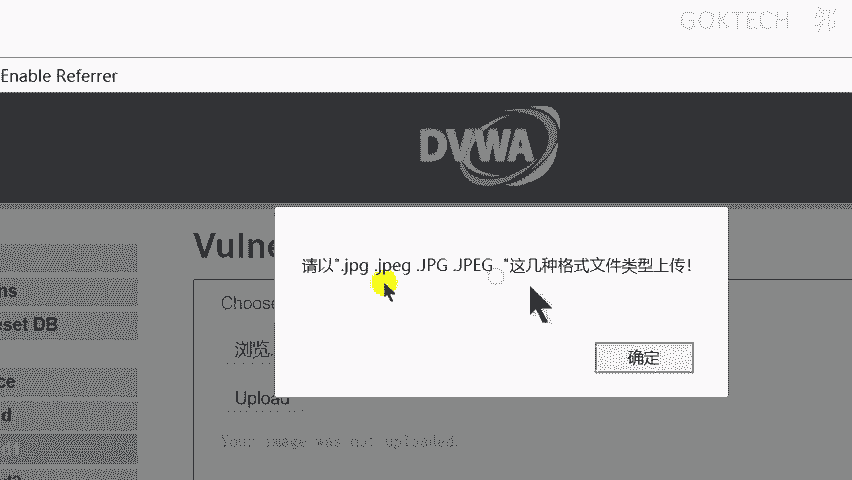 GOKTECH 郭
Enable Referrer
DVWA
Vulne
请以".jpg .jpeg .JPG .JPEG "这几种格式文件类型上传!
ns
Choose
eset DB
浏览.
确定
ce
Upload
d
Your image was not uploaded.